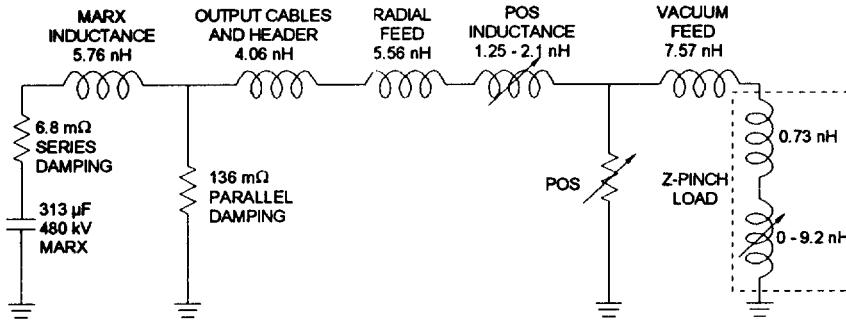 MARX
INDUCTANCE
5.76 nH
OUTPUT CABLES
AND HEADER
4.06 nH
RADIAL
FEED
5.56 nH
POS
INDUCTANCE
1.25 - 2.1 nH
VACUUM
FEED
7.57 nH
6.8 mΩ
SERIES
DAMPING
313 µF
480 kV
MARX
136 mΩ
PARALLEL
DAMPING
POS
Z-PINCH
LOAD
0.73 nH
0 - 9.2 nH